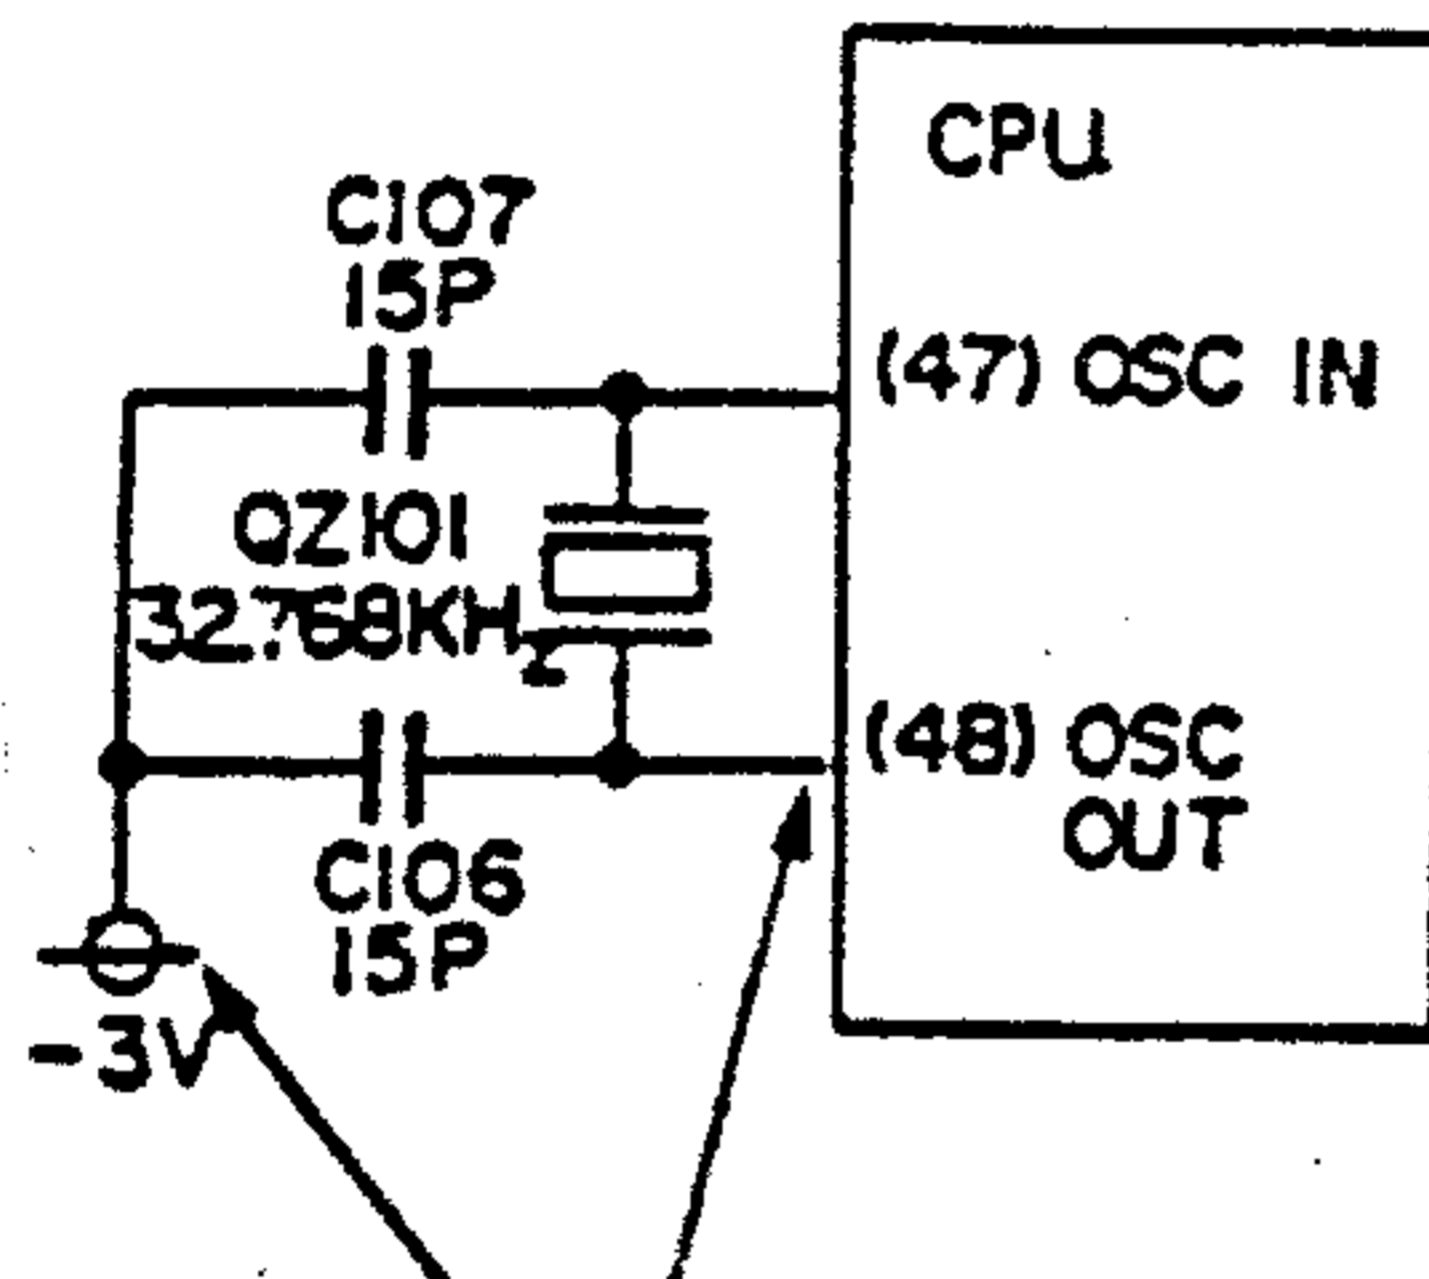 CPU
C107
15P
(47) OSC IN
QZ101
32.768KHz
(48) OSC
OUT
C106
15P
-3V